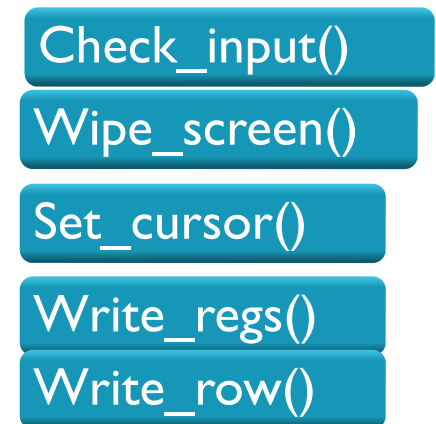 Check_input()
Wipe_screen()
Set_cursor()
Write_regs()
Write_row()